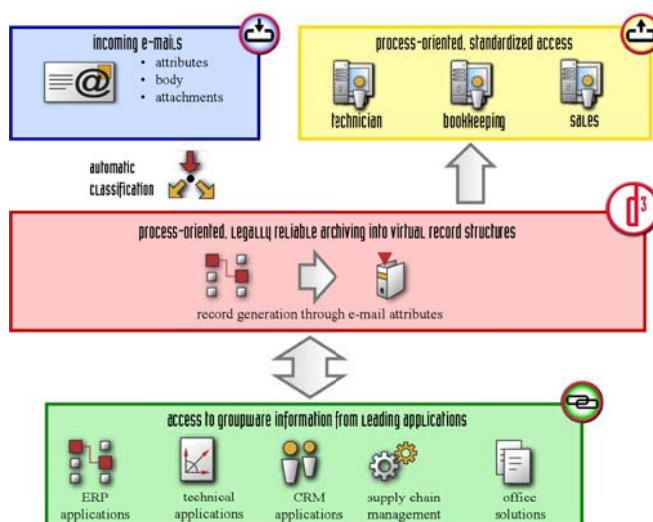 incoming e-mails
• attributes
• body
• attachments
@
process-oriented, standardized access
technician
bookkeeping
sales
automatic
classification
d3
process-oriented, legally reliable archiving into virtual record structures
record generation through e-mail attributes
access to groupware information from leading applications
ERP
applications
technical
applications
CRM
applications
supply chain
management
office
solutions